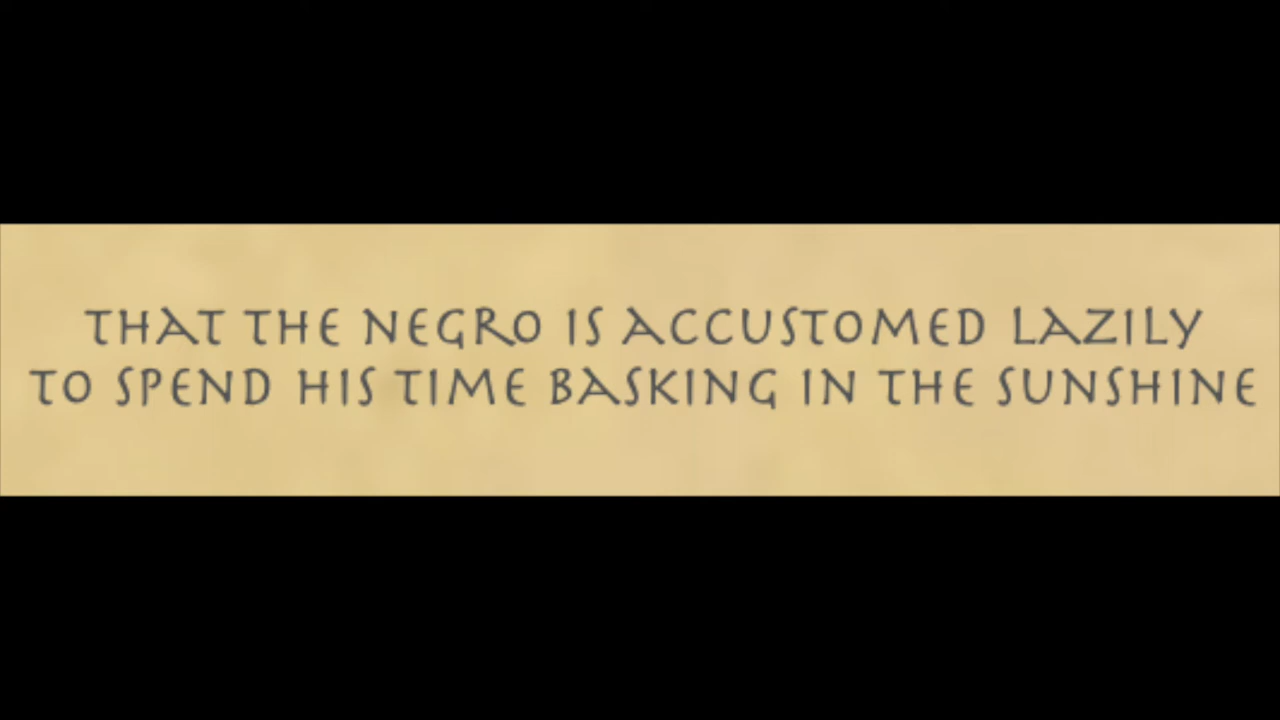 THAT THE NEGRO IS ACCUSTOMED LAZILY
TO SPEND HIS TIME BASKING IN THE SUNSHINE